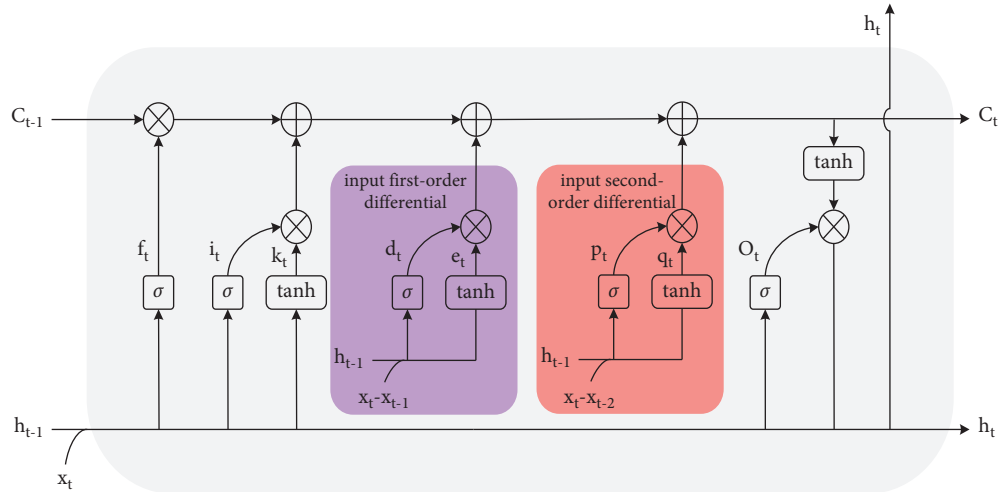 h_t
C_{t-1}
C_t
tanh
input first-order
differential
input second-
order differential
f_t
i_t
k_t
d_t
e_t
p_t
q_t
O_t
σ
σ
tanh
σ
tanh
σ
tanh
σ
h_{t-1}
x_t-x_{t-1}
h_{t-1}
x_t-x_{t-2}
h_{t-1}
h_t
x_t